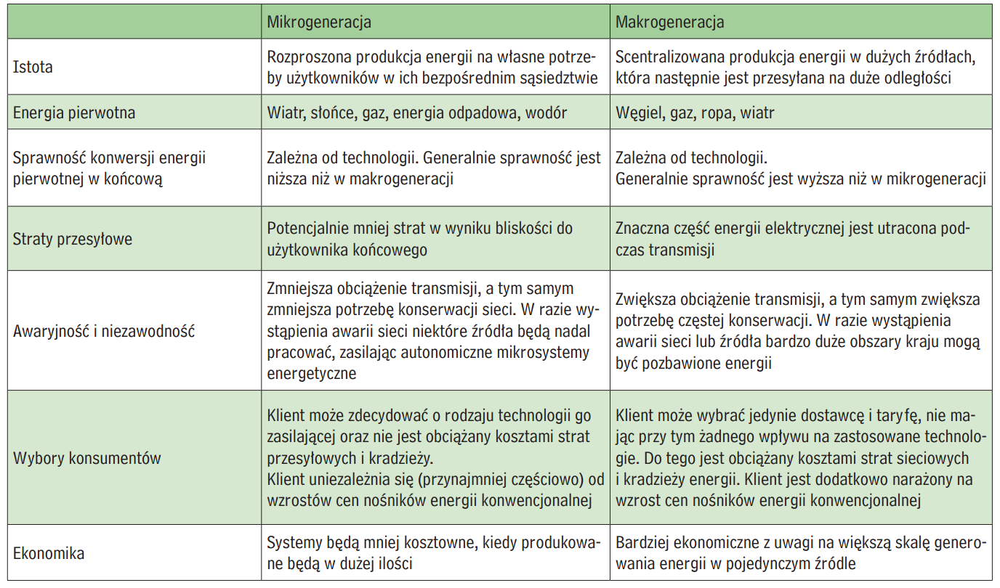 Mikrogeneracja
Makrogeneracja
Istota
Rozproszona produkcja energii na własne potrze-
by użytkowników w ich bezpośrednim sąsiedztwie
Scentralizowana produkcja energii w dużych źródłach,
która następnie jest przesyłana na duże odległości
Energia pierwotna
Wiatr, słońce, gaz, energia odpadowa, wodór
Węgiel, gaz, ropa, wiatr
Sprawność konwersji energii
pierwotnej w końcową
Zależna od technologii. Generalnie sprawność jest
niższa niż w makrogeneracji
Zależna od technologii.
Generalnie sprawność jest wyższa niż w mikrogeneracji
Straty przesyłowe
Potencjalnie mniej strat w wyniku bliskości do
użytkownika końcowego
Znaczna część energii elektrycznej jest utracona pod-
czas transmisji
Awaryjność i niezawodność
Zmniejsza obciążenie transmisji, a tym samym
zmniejsza potrzebę konserwacji sieci. W razie wy-
stąpienia awarii sieci niektóre źródła będą nadal
pracować, zasilając autonomiczne mikrosystemy
energetyczne
Zwiększa obciążenie transmisji, a tym samym zwiększa
potrzebę częstej konserwacji. W razie wystąpienia
awarii sieci lub źródła bardzo duże obszary kraju mogą
być pozbawione energii
Wybory konsumentów
Klient może zdecydować o rodzaju technologii go
zasilającej oraz nie jest obciążany kosztami strat
przesyłowych i kradzieży.
Klient uniezależnia się (przynajmniej częściowo) od
wzrostów cen nośników energii konwencjonalnej
Klient może wybrać jedynie dostawcę i taryfę, nie ma-
jąc przy tym żadnego wpływu na zastosowane technolo-
gie. Do tego jest obciążany kosztami strat sieciowych
i kradzieży energii. Klient jest dodatkowo narażony na
wzrost cen nośników energii konwencjonalnej
Ekonomika
Systemy będą mniej kosztowne, kiedy produkowa-
ne będą w dużej ilości
Bardziej ekonomiczne z uwagi na większą skalę genero-
wania energii w pojedynczym źródle